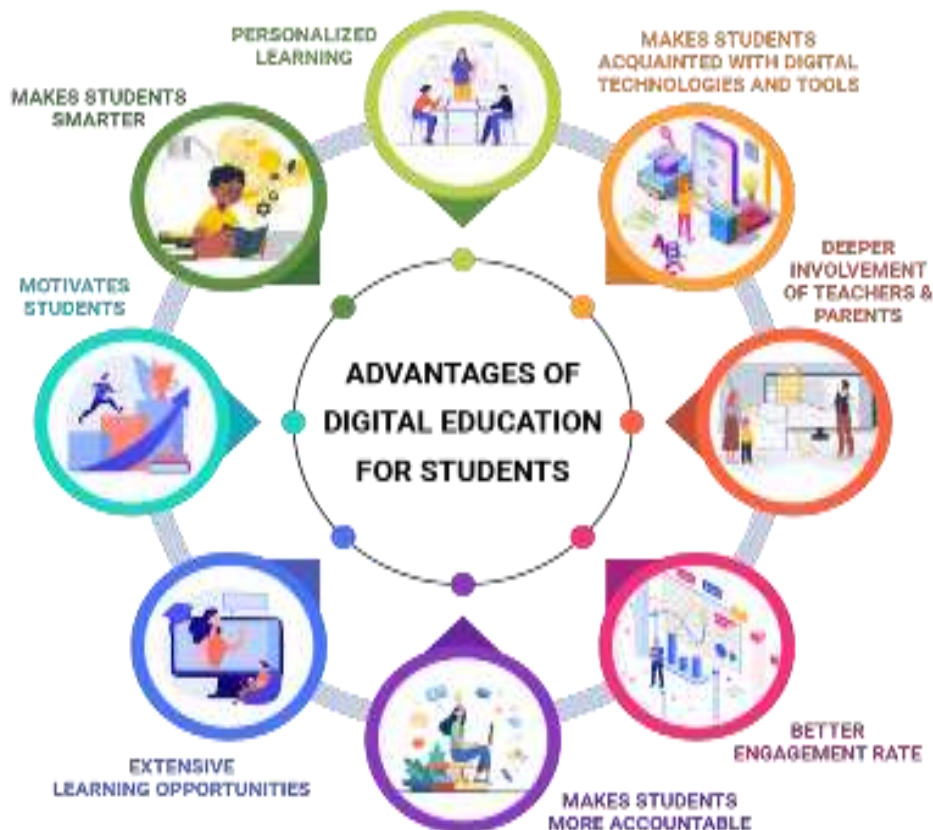 PERSONALIZED
LEARNING
MAKES STUDENTS
ACQUAINTED WITH DIGITAL
TECHNOLOGIES AND TOOLS
DEEPER
INVOLVEMENT
OF TEACHERS &
PARENTS
BETTER
ENGAGEMENT RATE
MAKES STUDENTS
MORE ACCOUNTABLE
EXTENSIVE
LEARNING OPPORTUNITIES
MOTIVATES
STUDENTS
MAKES STUDENTS
SMARTER
ADVANTAGES OF
DIGITAL EDUCATION
FOR STUDENTS
ABC